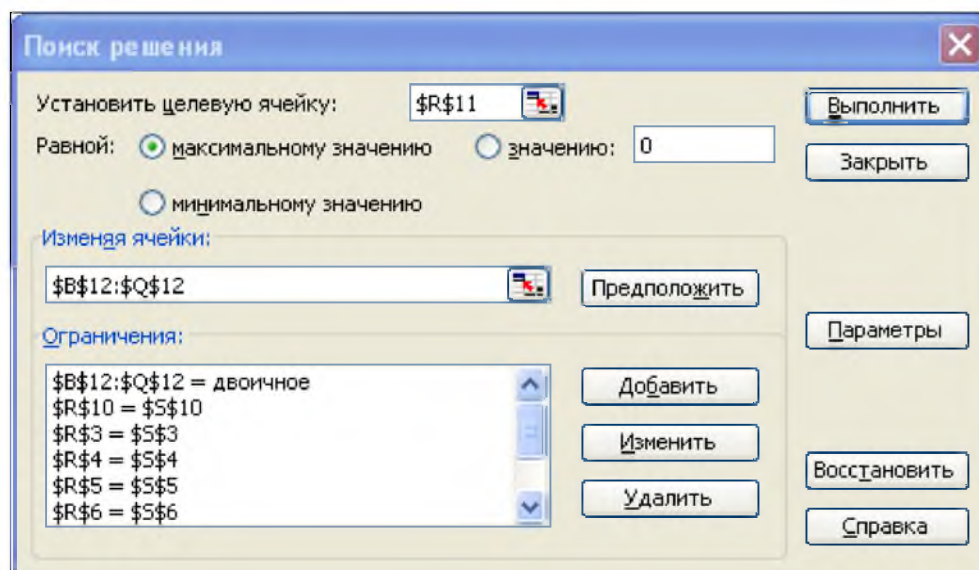 Поиск решения
Установить целевую ячейку: $R$11 Выполнить
Равной: максимальному значению значению: 0 Закрыть
минимальному значению
Изменяя ячейки:
$B$12:$Q$12 Предположить
Ограничения: Параметры
$B$12:$Q$12 = двоичное Добавить
$R$10 = $S$10
$R$3 = $S$3 Изменить
$R$4 = $S$4
$R$5 = $S$5 Восстановить
$R$6 = $S$6 Удалить
Справка